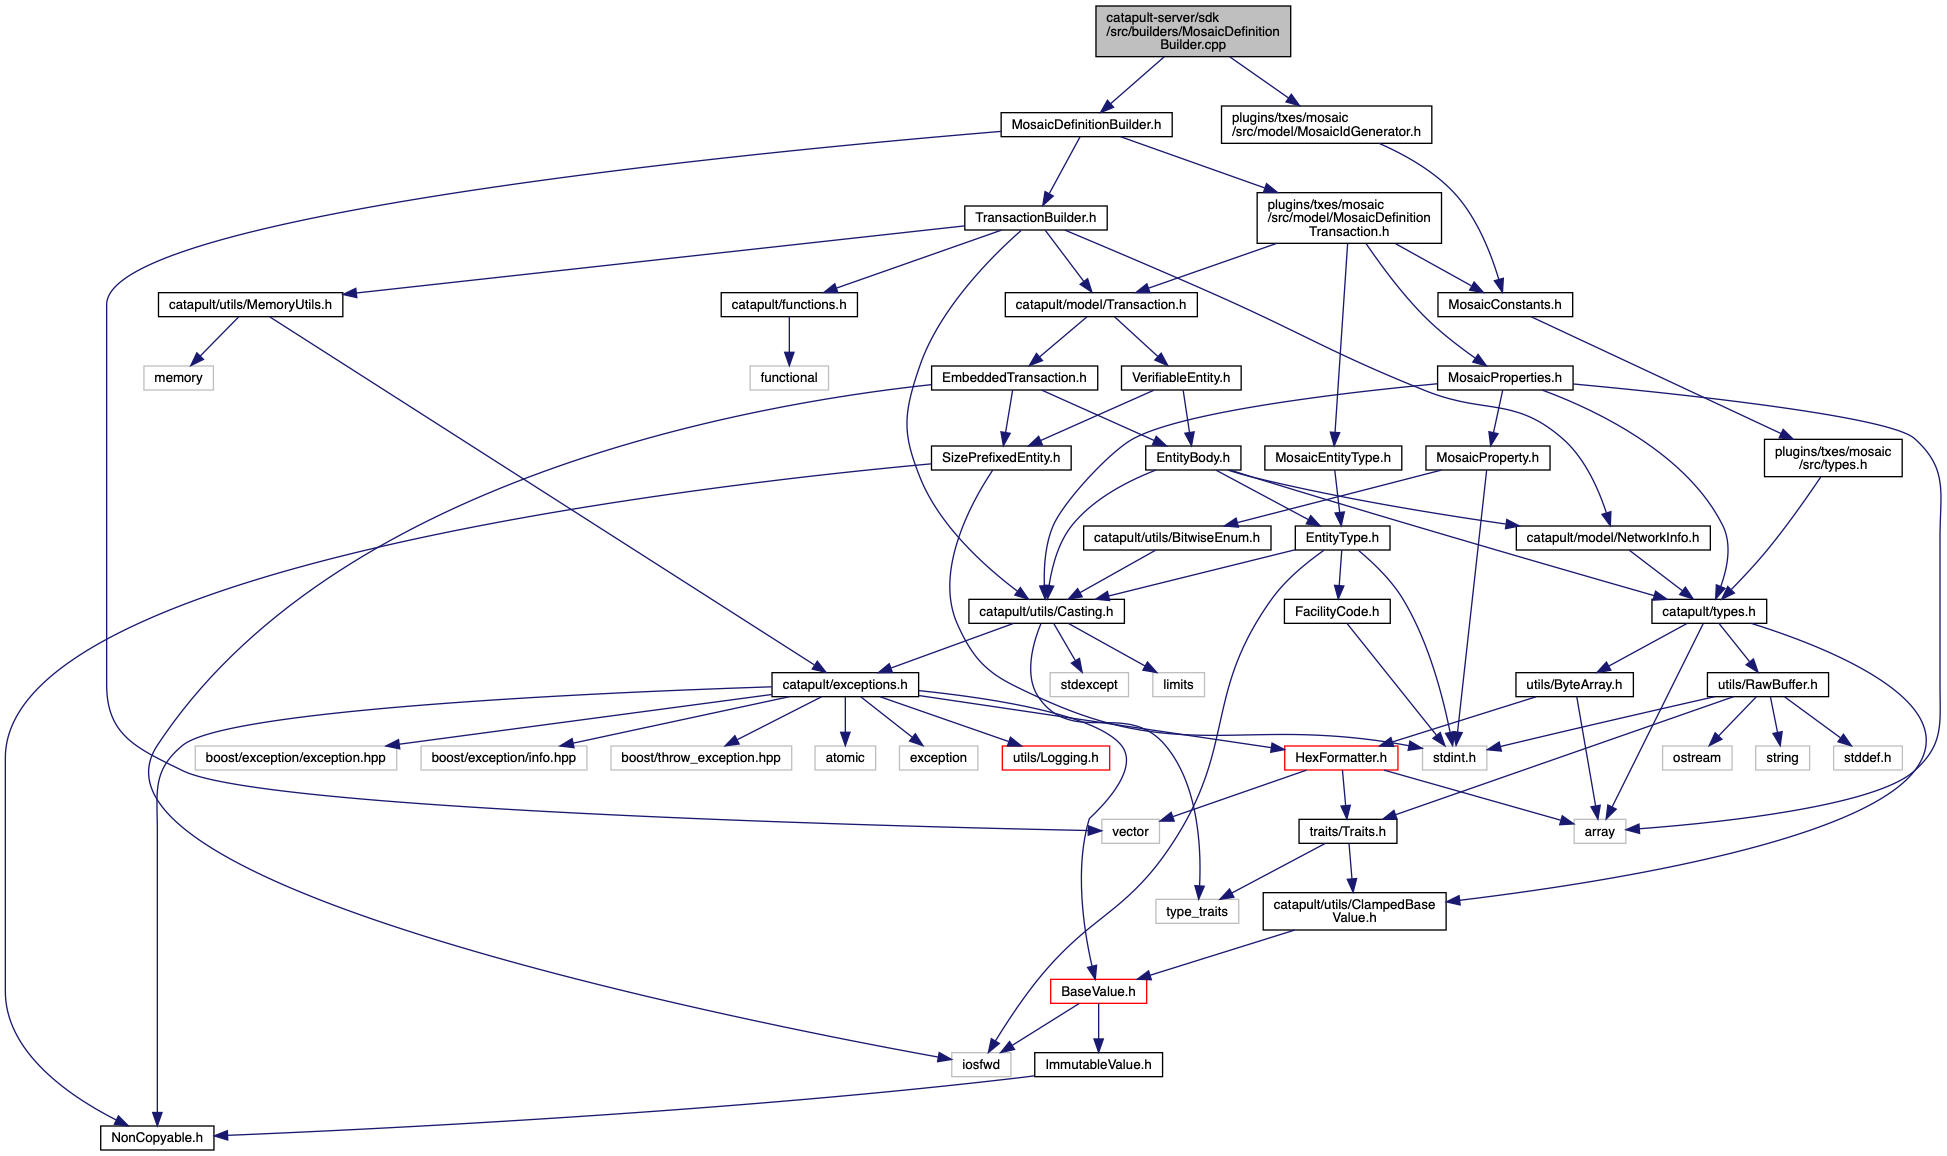 catapult-server/sdk
/src/builders/MosaicDefinition
Builder.cpp
MosaicDefinitionBuilder.h
plugins/txes/mosaic
/src/model/MosaicIdGenerator.h
TransactionBuilder.h
plugins/txes/mosaic
/src/model/MosaicDefinition
Transaction.h
catapult/utils/MemoryUtils.h
catapult/functions.h
catapult/model/Transaction.h
MosaicConstants.h
memory
functional
EmbeddedTransaction.h
VerifiableEntity.h
MosaicProperties.h
SizePrefixedEntity.h
EntityBody.h
MosaicEntityType.h
MosaicProperty.h
plugins/txes/mosaic
/src/types.h
catapult/utils/BitwiseEnum.h
EntityType.h
catapult/model/NetworkInfo.h
catapult/utils/Casting.h
FacilityCode.h
catapult/types.h
catapult/exceptions.h
stdexcept
limits
utils/ByteArray.h
utils/RawBuffer.h
boost/exception/exception.hpp
boost/exception/info.hpp
boost/throw_exception.hpp
atomic
exception
utils/Logging.h
HexFormatter.h
stdint.h
ostream
string
stddef.h
vector
traits/Traits.h
array
type_traits
catapult/utils/ClampedBase
Value.h
BaseValue.h
iosfwd
ImmutableValue.h
NonCopyable.h